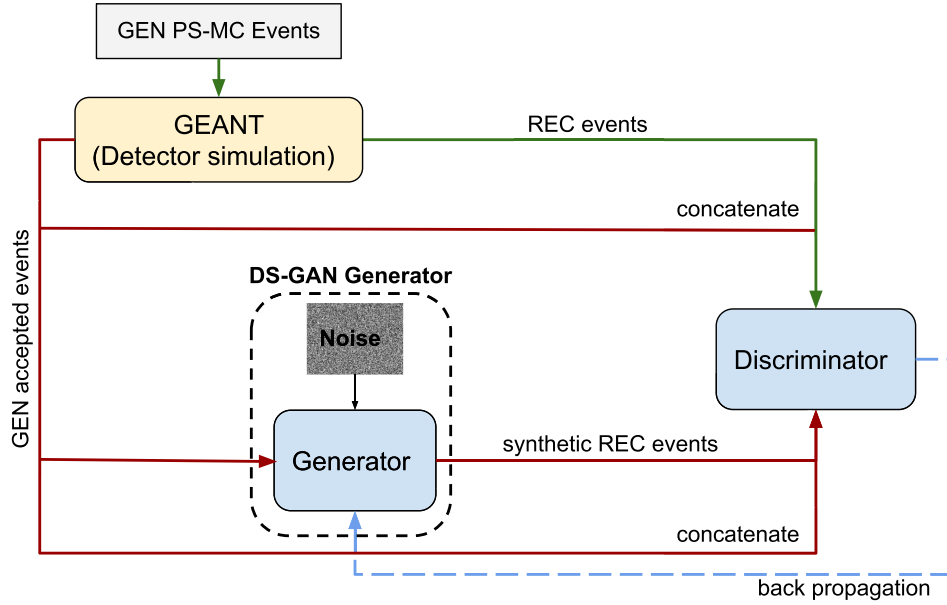 GEN PS-MC Events
GEANT
(Detector simulation)
REC events
concatenate
GEN accepted events
DS-GAN Generator
Noise
Discriminator
Generator
synthetic REC events
concatenate
back propagation